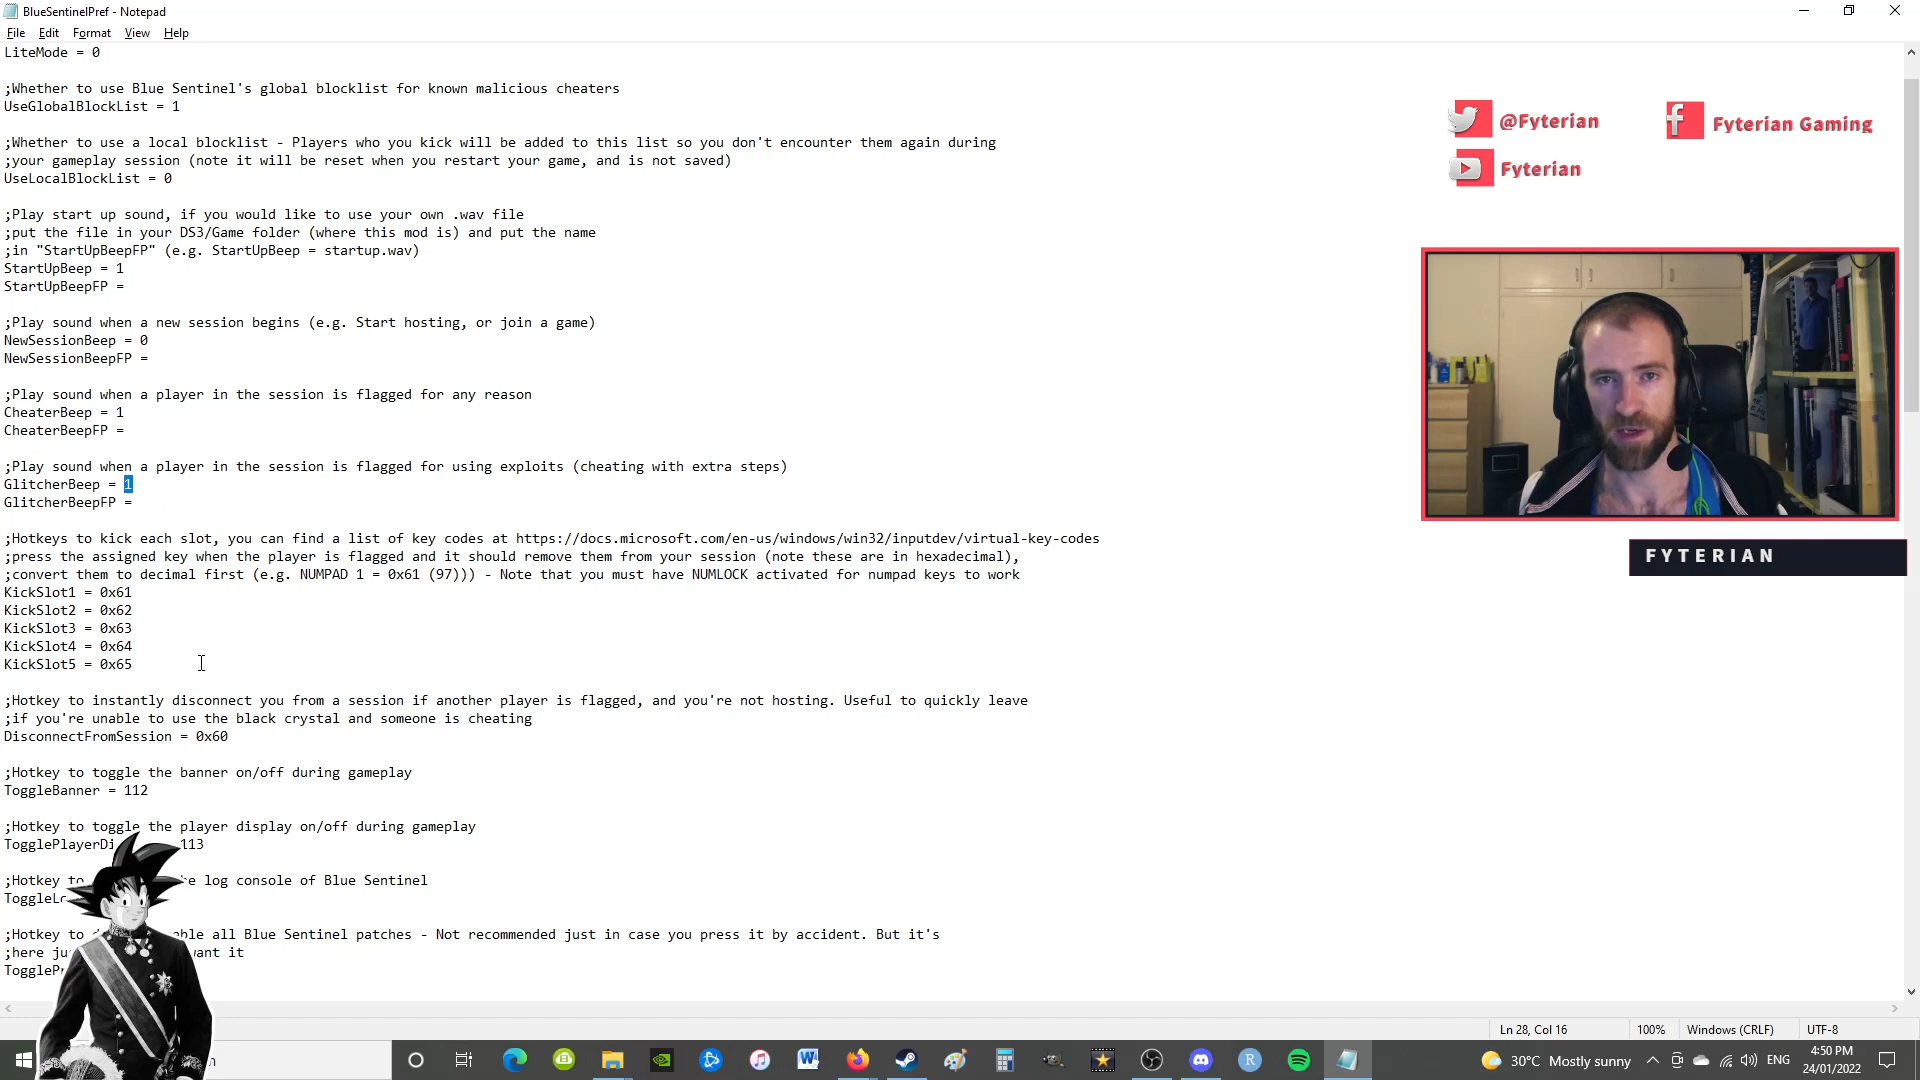 BlueSentinelPref - Notepad
File Edit Format View Help
LiteMode = 0
;Whether to use Blue Sentinel's global blocklist for known malicious cheaters
UseGlobalBlockList = 1
;Whether to use a local blocklist - Players who you kick will be added to this list so you don't encounter them again during
;your gameplay session (note it will be reset when you restart your game, and is not saved)
UseLocalBlockList = 0
;Play start up sound, if you would like to use your own .wav file
;put the file in your DS3/Game folder (where this mod is) and put the name
;in "StartUpBeepFP" (e.g. StartUpBeep = startup.wav)
StartUpBeep = 1
StartUpBeepFP =
;Play sound when a new session begins (e.g. Start hosting, or join a game)
NewSessionBeep = 0
NewSessionBeepFP =
;Play sound when a player in the session is flagged for any reason
CheaterBeep = 1
CheaterBeepFP =
;Play sound when a player in the session is flagged for using exploits (cheating with extra steps)
GlitcherBeep = 1
GlitcherBeepFP =
;Hotkeys to kick each slot, you can find a list of key codes at https://docs.microsoft.com/en-us/windows/win32/inputdev/virtual-key-codes
;press the assigned key when the player is flagged and it should remove them from your session (note these are in hexadecimal),
;convert them to decimal first (e.g. NUMPAD 1 = 0x61 (97))) - Note that you must have NUMLOCK activated for numpad keys to work
KickSlot1 = 0x61
KickSlot2 = 0x62
KickSlot3 = 0x63
KickSlot4 = 0x64
KickSlot5 = 0x65
;Hotkey to instantly disconnect you from a session if another player is flagged, and you're not hosting. Useful to quickly leave
;if you're unable to use the black crystal and someone is cheating
DisconnectFromSession = 0x60
;Hotkey to toggle the banner on/off during gameplay
ToggleBanner = 112
;Hotkey to toggle the player display on/off during gameplay
TogglePlayerDi 113
;Hotkey to log console of Blue Sentinel
ToggleLo
;Hotkey to all Blue Sentinel patches - Not recommended just in case you press it by accident. But it's
;here want it
ToggleP
@Fyterian
Fyterian Gaming
Fyterian
FYTERIAN
Ln 28, Col 16 100% Windows (CRLF) UTF-8
30°C Mostly sunny ENG 4:50 PM
24/01/2022